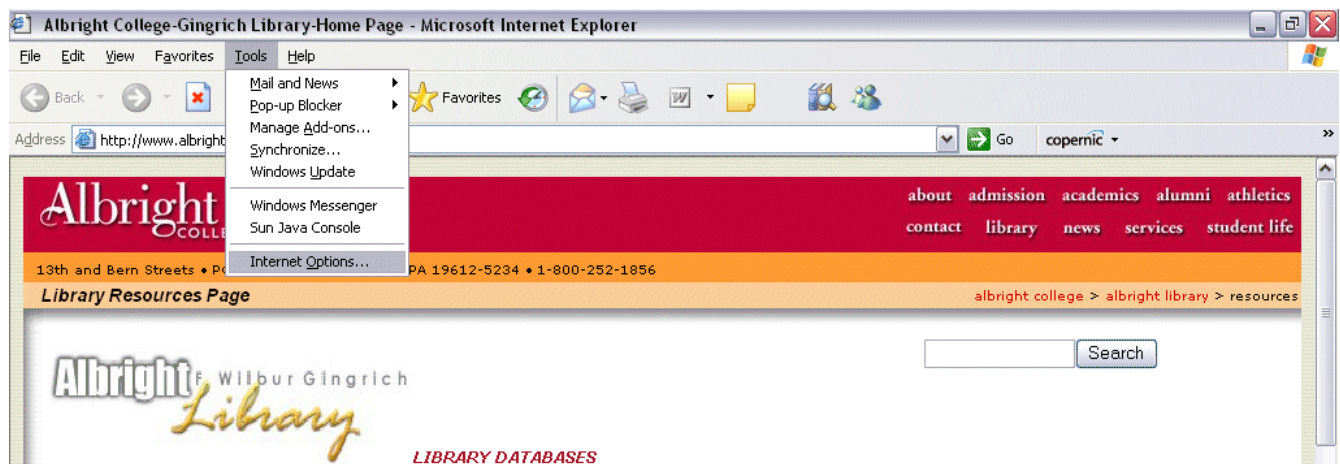 Albright College-Gingrich Library-Home Page - Microsoft Internet Explorer
File Edit View Favorites Tools Help
Back Favorites
Mail and News
Pop-up Blocker
Manage Add-ons...
Synchronize...
Windows Update
Windows Messenger
Sun Java Console
Internet Options...
Address http://www.albright Go copernic
Albright
about admission academics alumni athletics
contact library news services student life
13th and Bern Streets • PA 19612-5234 • 1-800-252-1856
Library Resources Page albright college > albright library > resources
Search
Albright F. Wilbur Gingrich
Library
LIBRARY DATABASES